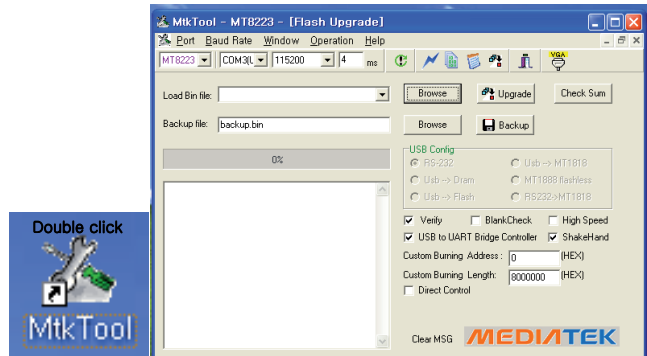 MtkTool - MT8223 - [Flash Upgrade]
Port Baud Rate Window Operation Help
MT8223 COM3(L 115200 4 ms VGA
Load Bin file: Browse Upgrade Check Sum
Backup file: backup.bin Browse Backup
0%
USB Config
RS-232 Usb --> MT1818
Usb --> Dram MT1888 flashless
Usb --> Flash RS232->MT1818
Verify BlankCheck High Speed
USB to UART Bridge Controller ShakeHand
Custom Burning Address : 0 (HEX)
Custom Burning Length: 8000000 (HEX)
Direct Control
Clear MSG MEDIATEK
Double click
MtkTool